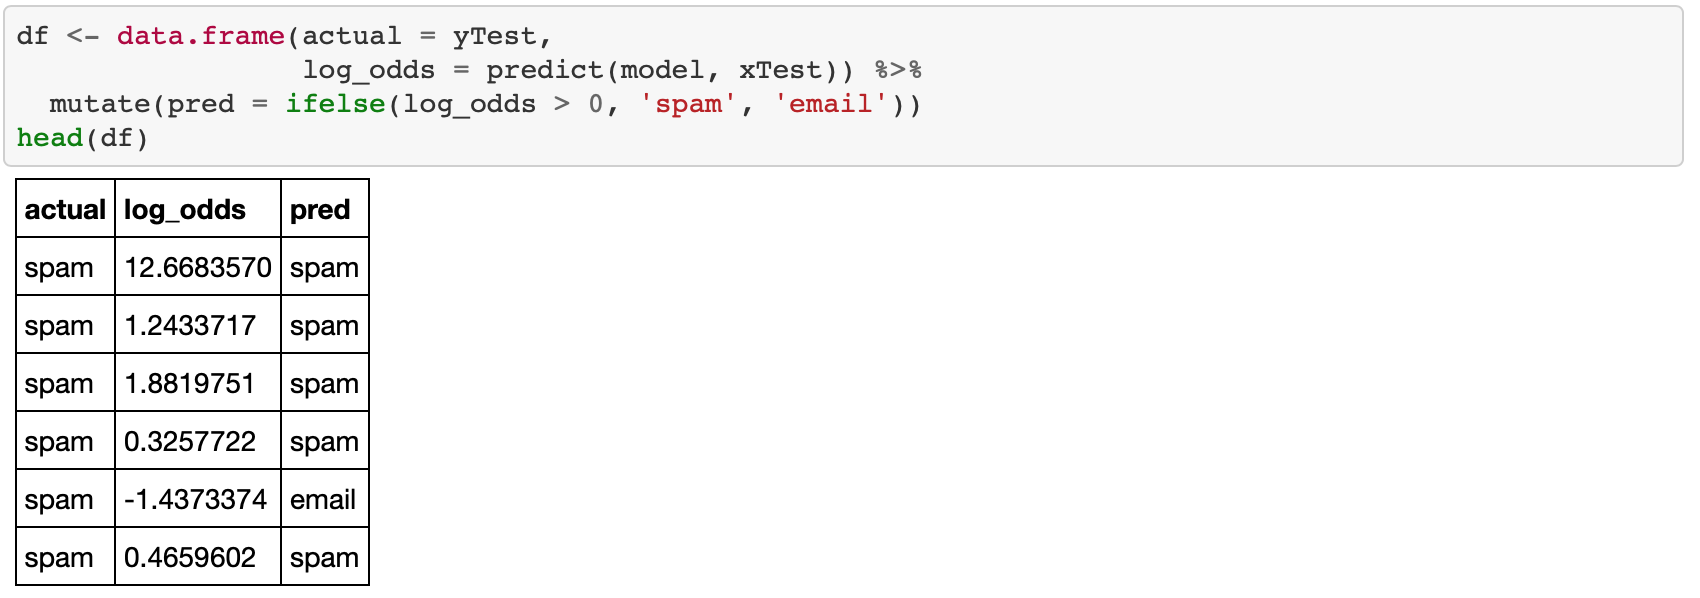 df <- data.frame(actual = yTest,
                 log_odds = predict(model, xTest)) %>%
  mutate(pred = ifelse(log_odds > 0, 'spam', 'email'))
head(df)
actual log_odds pred
spam 12.6683570 spam
spam 1.2433717 spam
spam 1.8819751 spam
spam 0.3257722 spam
spam -1.4373374 email
spam 0.4659602 spam